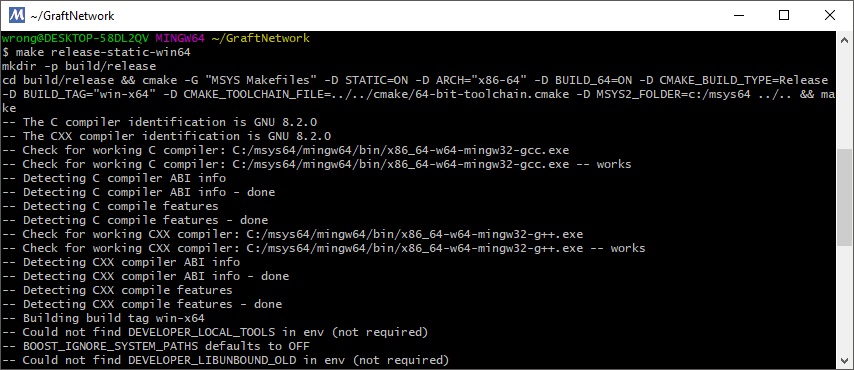 ~/GraftNetwork
wrong@DESKTOP-58DL2QV MINGW64 ~/GraftNetwork
$ make release-static-win64
mkdir -p build/release
cd build/release && cmake -G "MSYS Makefiles" -D STATIC=ON -D ARCH="x86-64" -D BUILD_64=ON -D CMAKE_BUILD_TYPE=Release
-D BUILD_TAG="win-x64" -D CMAKE_TOOLCHAIN_FILE=../../cmake/64-bit-toolchain.cmake -D MSYS2_FOLDER=c:/msys64 ../.. && ma
ke
-- The C compiler identification is GNU 8.2.0
-- The CXX compiler identification is GNU 8.2.0
-- Check for working C compiler: C:/msys64/mingw64/bin/x86_64-w64-mingw32-gcc.exe
-- Check for working C compiler: C:/msys64/mingw64/bin/x86_64-w64-mingw32-gcc.exe -- works
-- Detecting C compiler ABI info
-- Detecting C compiler ABI info - done
-- Detecting C compile features
-- Detecting C compile features - done
-- Check for working CXX compiler: C:/msys64/mingw64/bin/x86_64-w64-mingw32-g++.exe
-- Check for working CXX compiler: C:/msys64/mingw64/bin/x86_64-w64-mingw32-g++.exe -- works
-- Detecting CXX compiler ABI info
-- Detecting CXX compiler ABI info - done
-- Detecting CXX compile features
-- Detecting CXX compile features - done
-- Building build tag win-x64
-- Could not find DEVELOPER_LOCAL_TOOLS in env (not required)
-- BOOST_IGNORE_SYSTEM_PATHS defaults to OFF
-- Could not find DEVELOPER_LIBUNBOUND_OLD in env (not required)